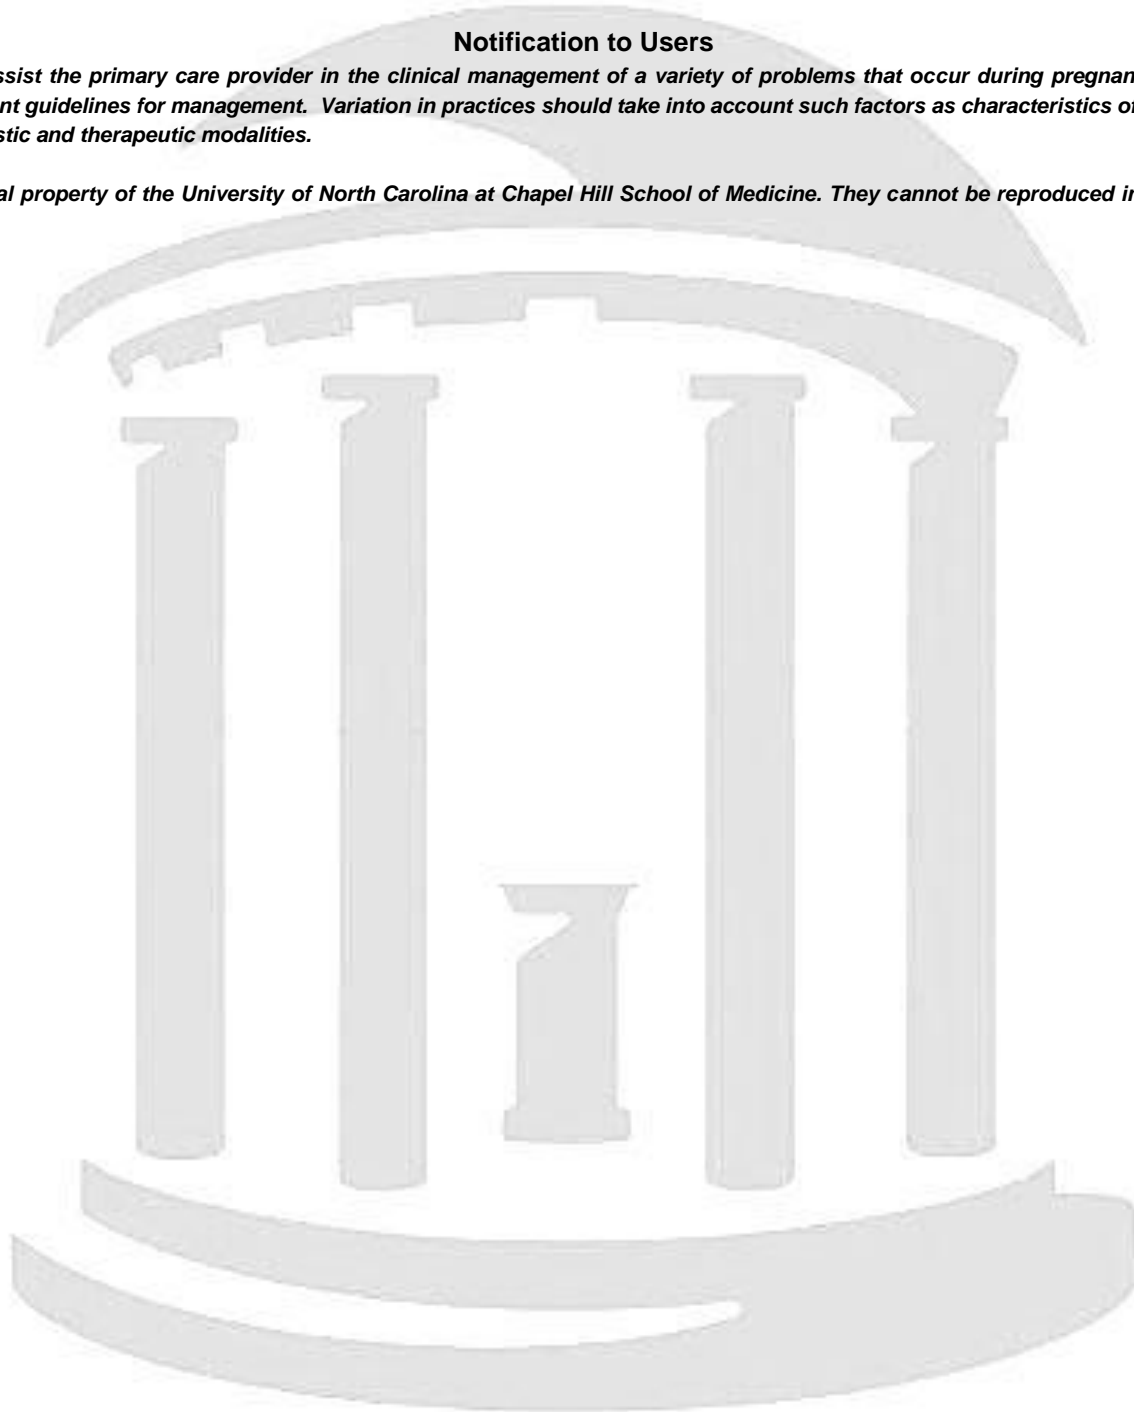 Notification to Users
ssist the primary care provider in the clinical management of a variety of problems that occur during pregnan
nt guidelines for management. Variation in practices should take into account such factors as characteristics of
stic and therapeutic modalities.
al property of the University of North Carolina at Chapel Hill School of Medicine. They cannot be reproduced in